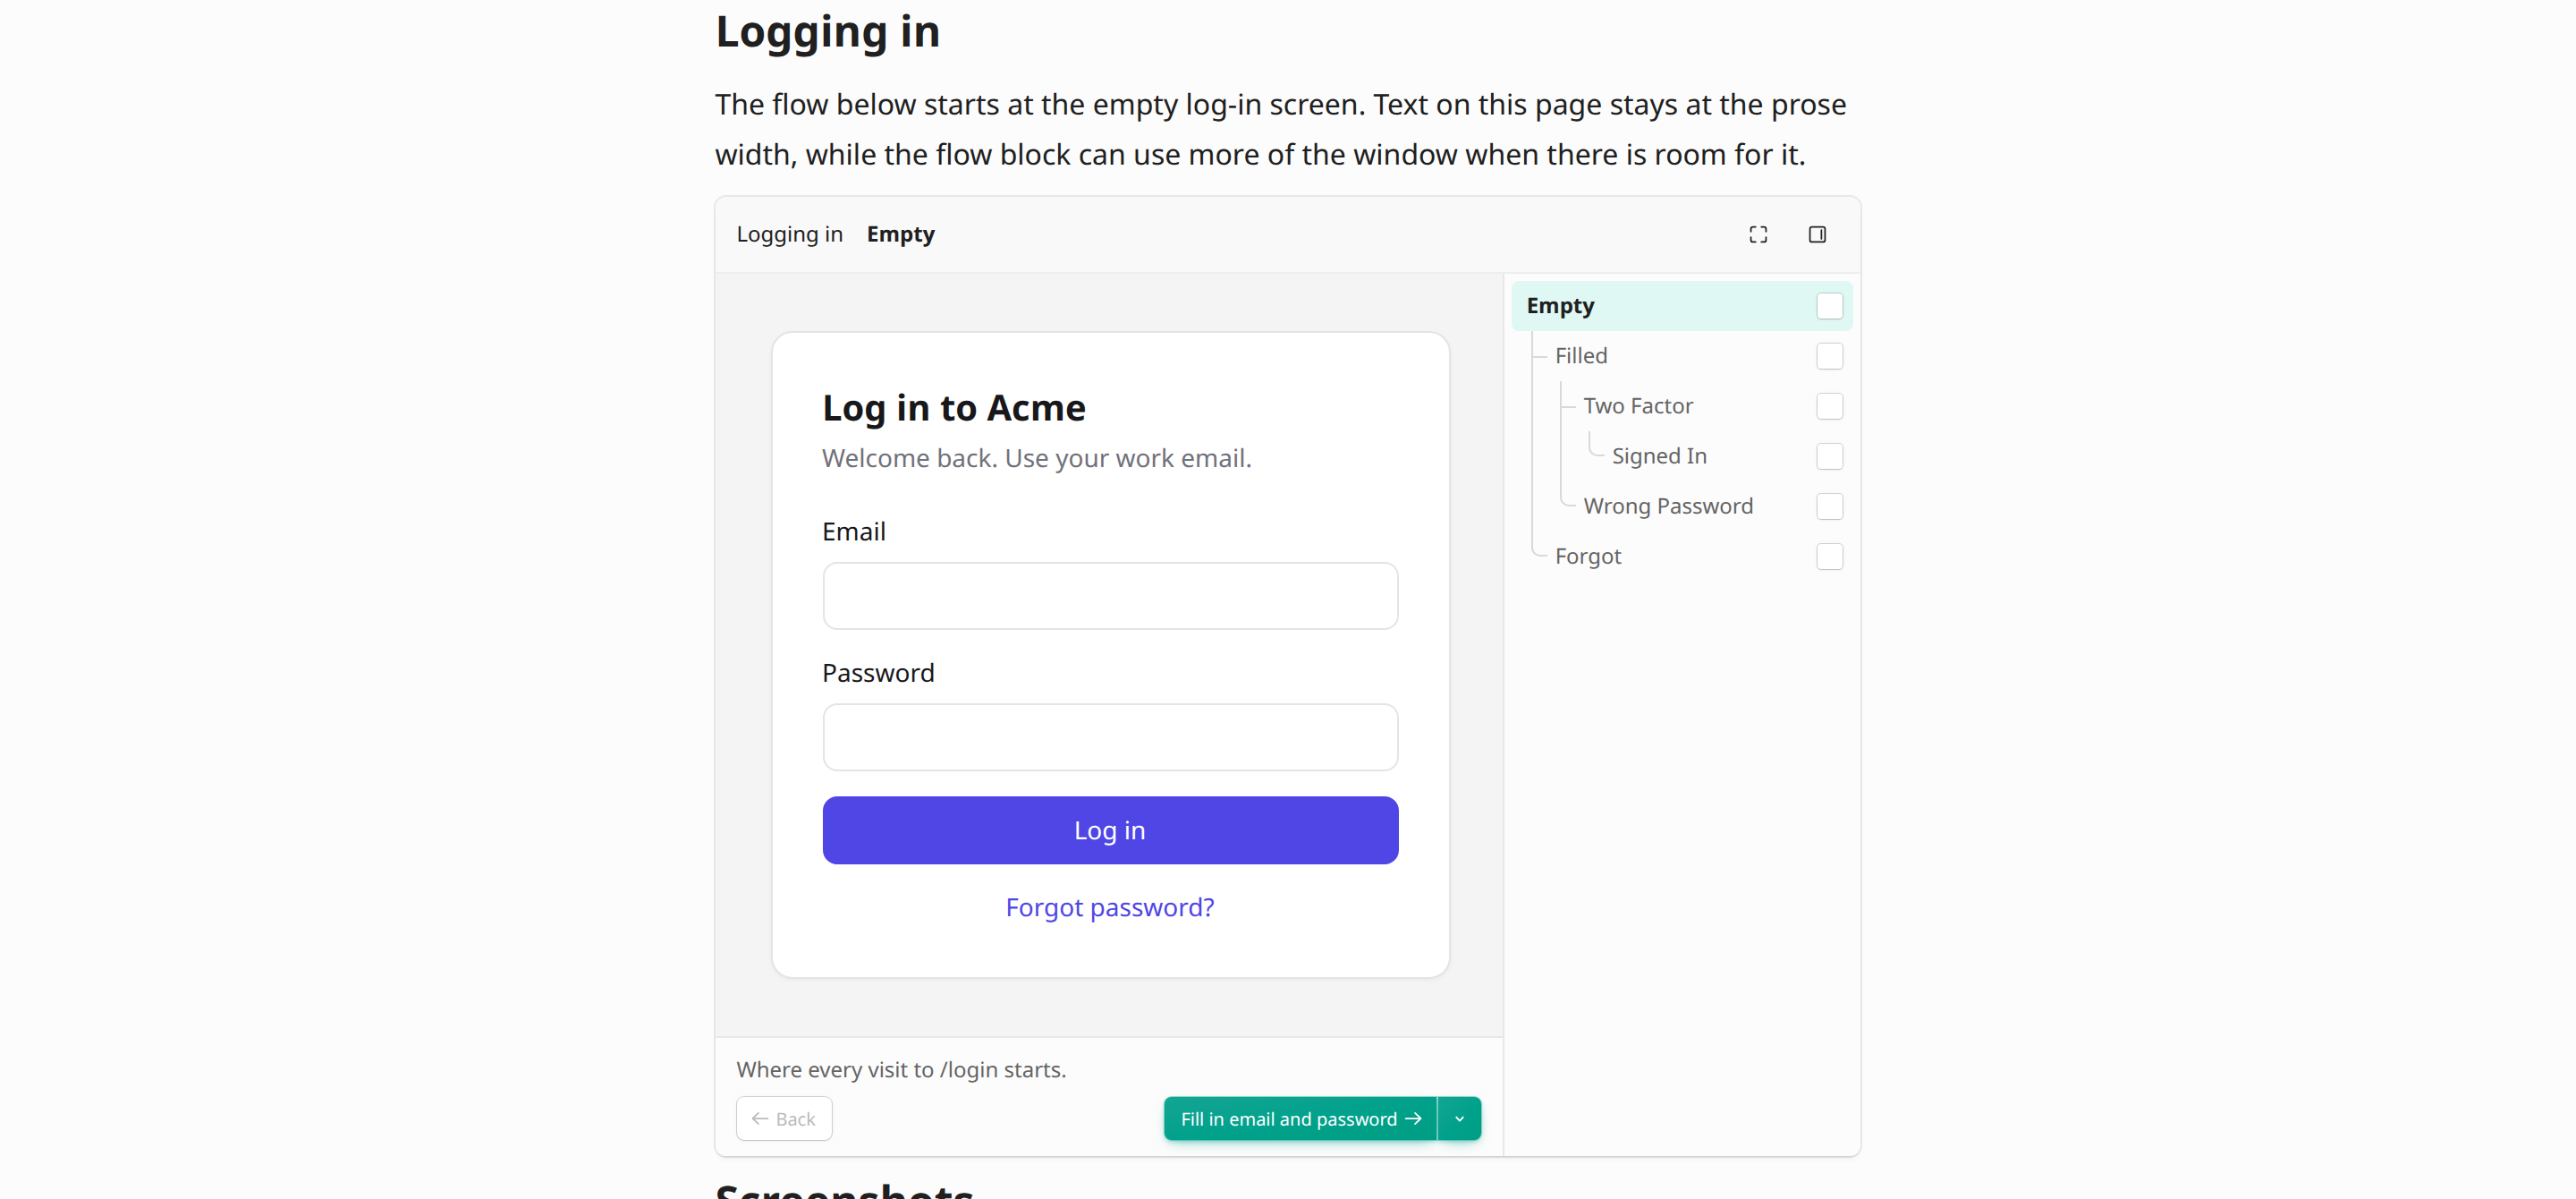 Logging in
The flow below starts at the empty log-in screen. Text on this page stays at the prose
width, while the flow block can use more of the window when there is room for it.
Logging in Empty
Log in to Acme
Welcome back. Use your work email.
Email
Password
Log in
Forgot password?
Empty
Filled
Two Factor
Signed In
Wrong Password
Forgot
Where every visit to /login starts.
← Back
Fill in email and password →
Screenshots